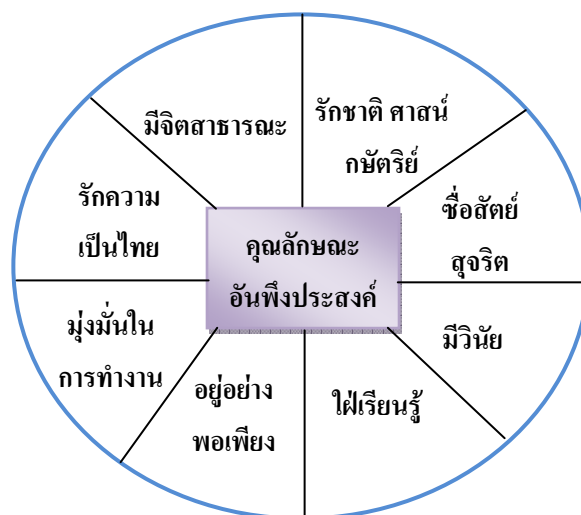 คุณลักษณะ
อันพึงประสงค์
รักชาติ ศาสน์
กษัตริย์
ซื่อสัตย์
สุจริต
มีวินัย
ใฝ่เรียนรู้
อยู่อย่าง
พอเพียง
มุ่งมั่นใน
การทำงาน
รักความ
เป็นไทย
มีจิตสาธารณะ